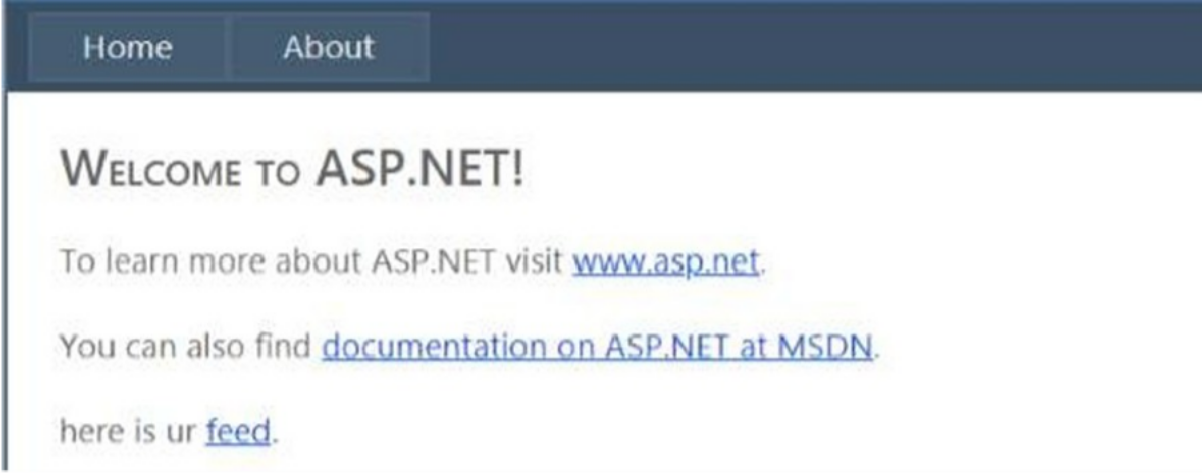 Home About
Welcome to ASP.NET!
To learn more about ASP.NET visit www.asp.net.
You can also find documentation on ASP.NET at MSDN.
here is ur feed.